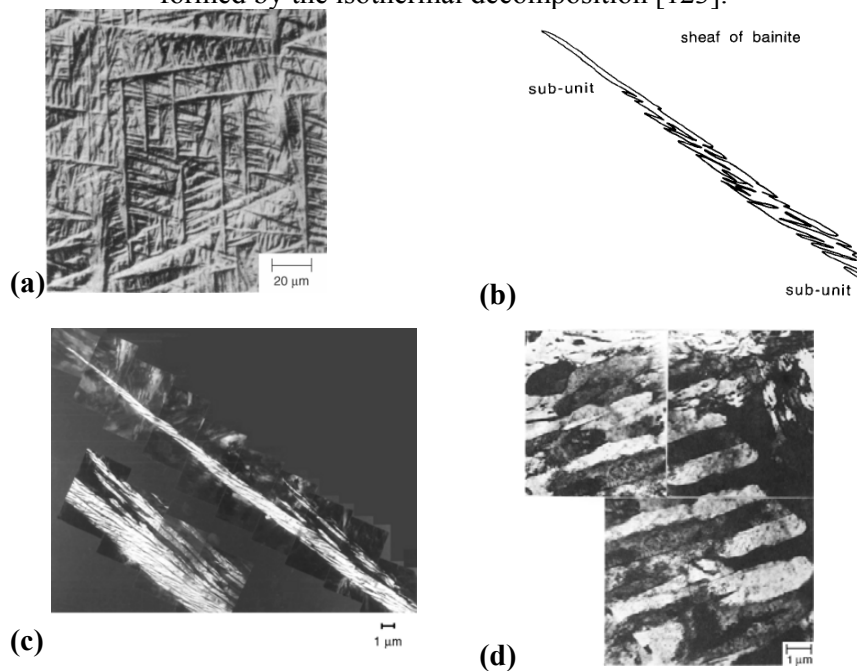 formed by the isothermal decomposition [123].
sheaf of bainite
sub-unit
20 μm
(a)
(b)
sub-unit
(c)
1 μm
(d)
1 μm